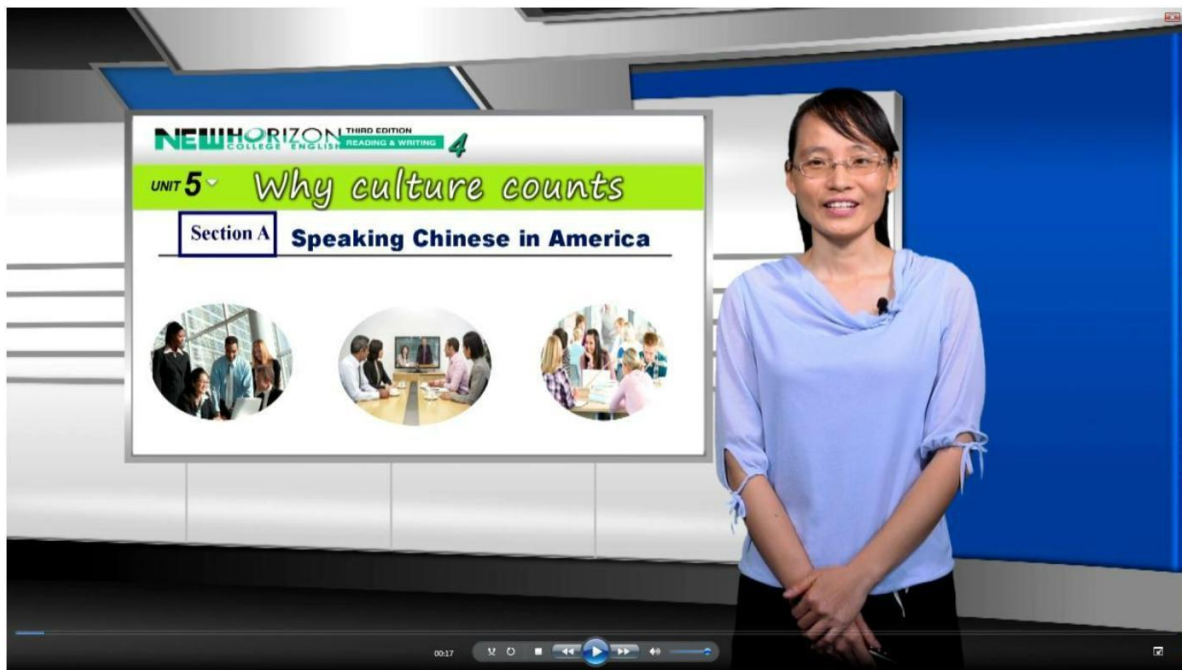 NEW HORIZON THIRD EDITION
COLLEGE ENGLISH READING & WRITING 4
UNIT 5 Why culture counts
Section A Speaking Chinese in America
00:17